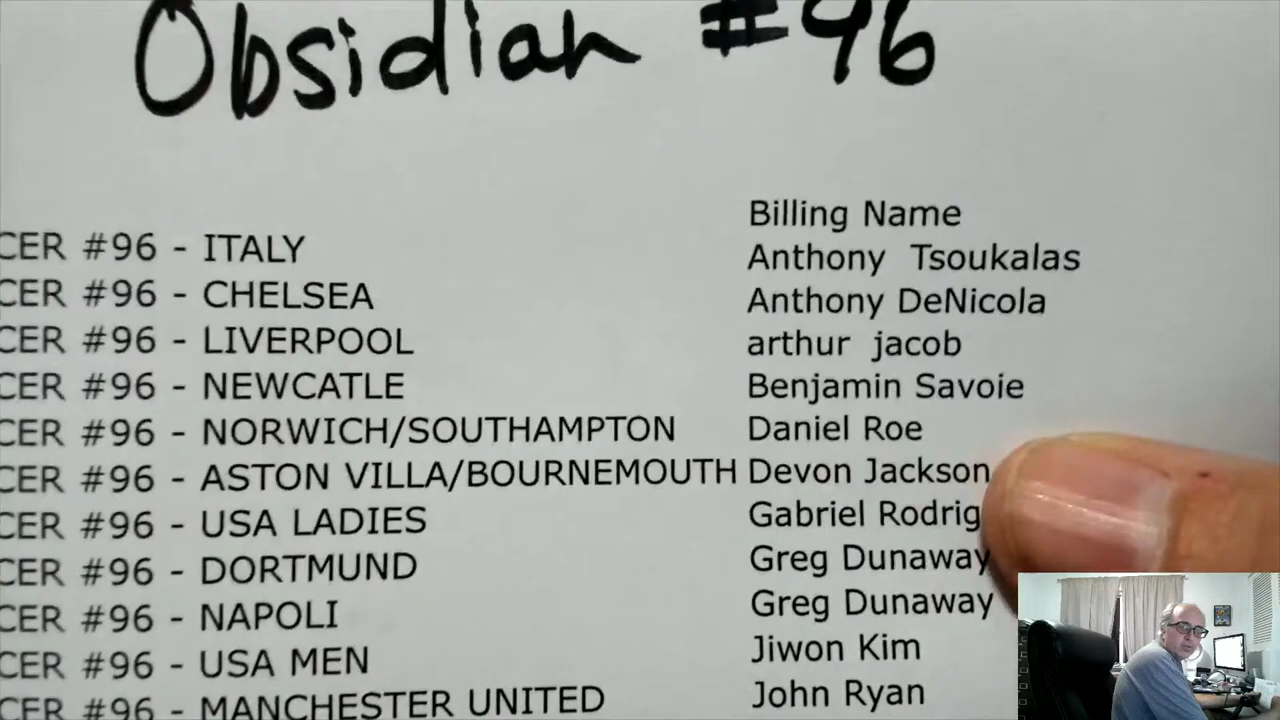 Obsidian #96
Billing Name
CER #96 - ITALY Anthony Tsoukalas
CER #96 - CHELSEA Anthony DeNicola
CER #96 - LIVERPOOL arthur jacob
CER #96 - NEWCATLE Benjamin Savoie
CER #96 - NORWICH/SOUTHAMPTON Daniel Roe
CER #96 - ASTON VILLA/BOURNEMOUTH Devon Jackson
CER #96 - USA LADIES Gabriel Rodrig
CER #96 - DORTMUND Greg Dunaway
CER #96 - NAPOLI Greg Dunaway
CER #96 - USA MEN Jiwon Kim
CER #96 - MANCHESTER UNITED John Ryan